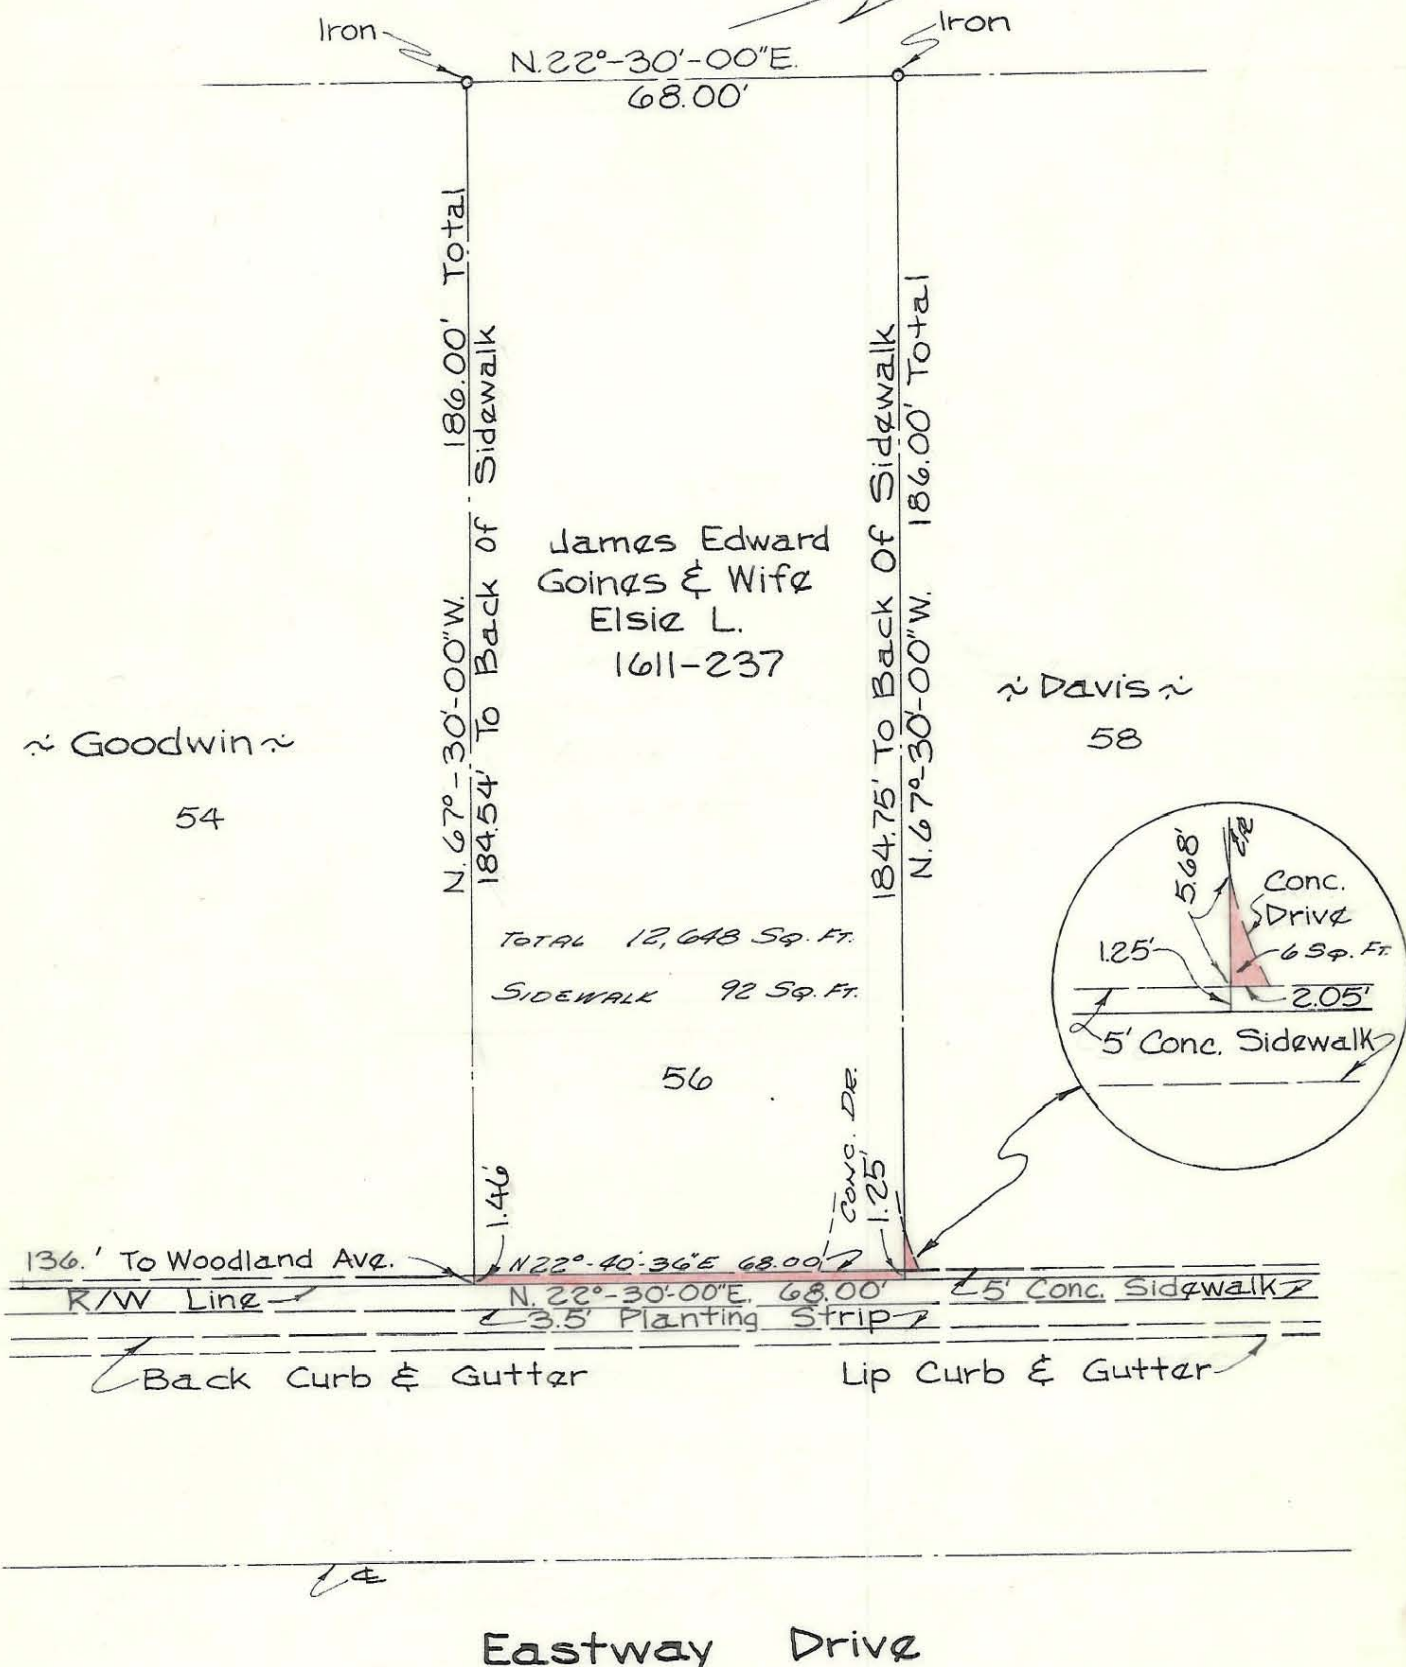 Iron
Iron
N.22°-30'-00"E.
68.00'
186.00' Total
N.67°-30'-00"W.
184.54' To Back of Sidewalk
184.75' To Back Of Sidewalk
N.67°-30'-00"W. 186.00' Total
James Edward
Goines & Wife
Elsie L.
1611-237
~ Goodwin ~
54
~ Davis ~
58
TOTAL 12,648 SQ. FT.
SIDEWALK 92 SQ. FT.
56
5.68'
Conc.
Drive
1.25'
6 SQ. FT.
2.05'
5' Conc. Sidewalk
CONC. DR.
1.46'
1.25'
136.' To Woodland Ave.
N22°-40'-36"E 68.00'
R/W Line
N. 22°-30'-00"E. 68.00'
5' Conc. Sidewalk
3.5' Planting Strip
Back Curb & Gutter
Lip Curb & Gutter
℄
Eastway Drive